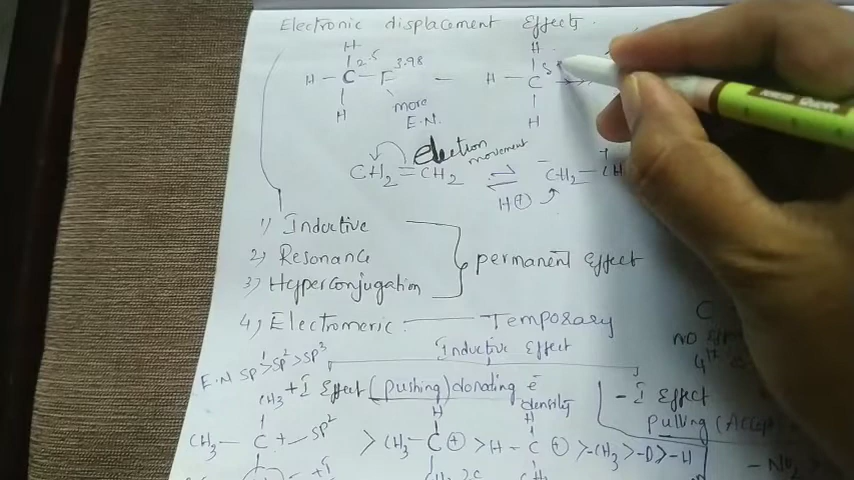 Electronic displacement Effects.
H H
2.5 3.98 δ
H - C - F - H - C
H more H
E.N.
electron movement
CH2 = CH2 ⇌ CH2 - CH
H⊕
1) Inductive
2) Resonance
3) Hyperconjugation
permanent Effect
4) Electromeric - Temporary
C
Inductive Effect
E.N SP > SP2 > SP3
+I Effect (pushing) donating e density
- I Effect
pulling (Accept
CH3 H H
CH3 - C + SP2 > CH3 - C ⊕ > H - C ⊕ > -CH3 > -D > -H
CH3
- NO2 >